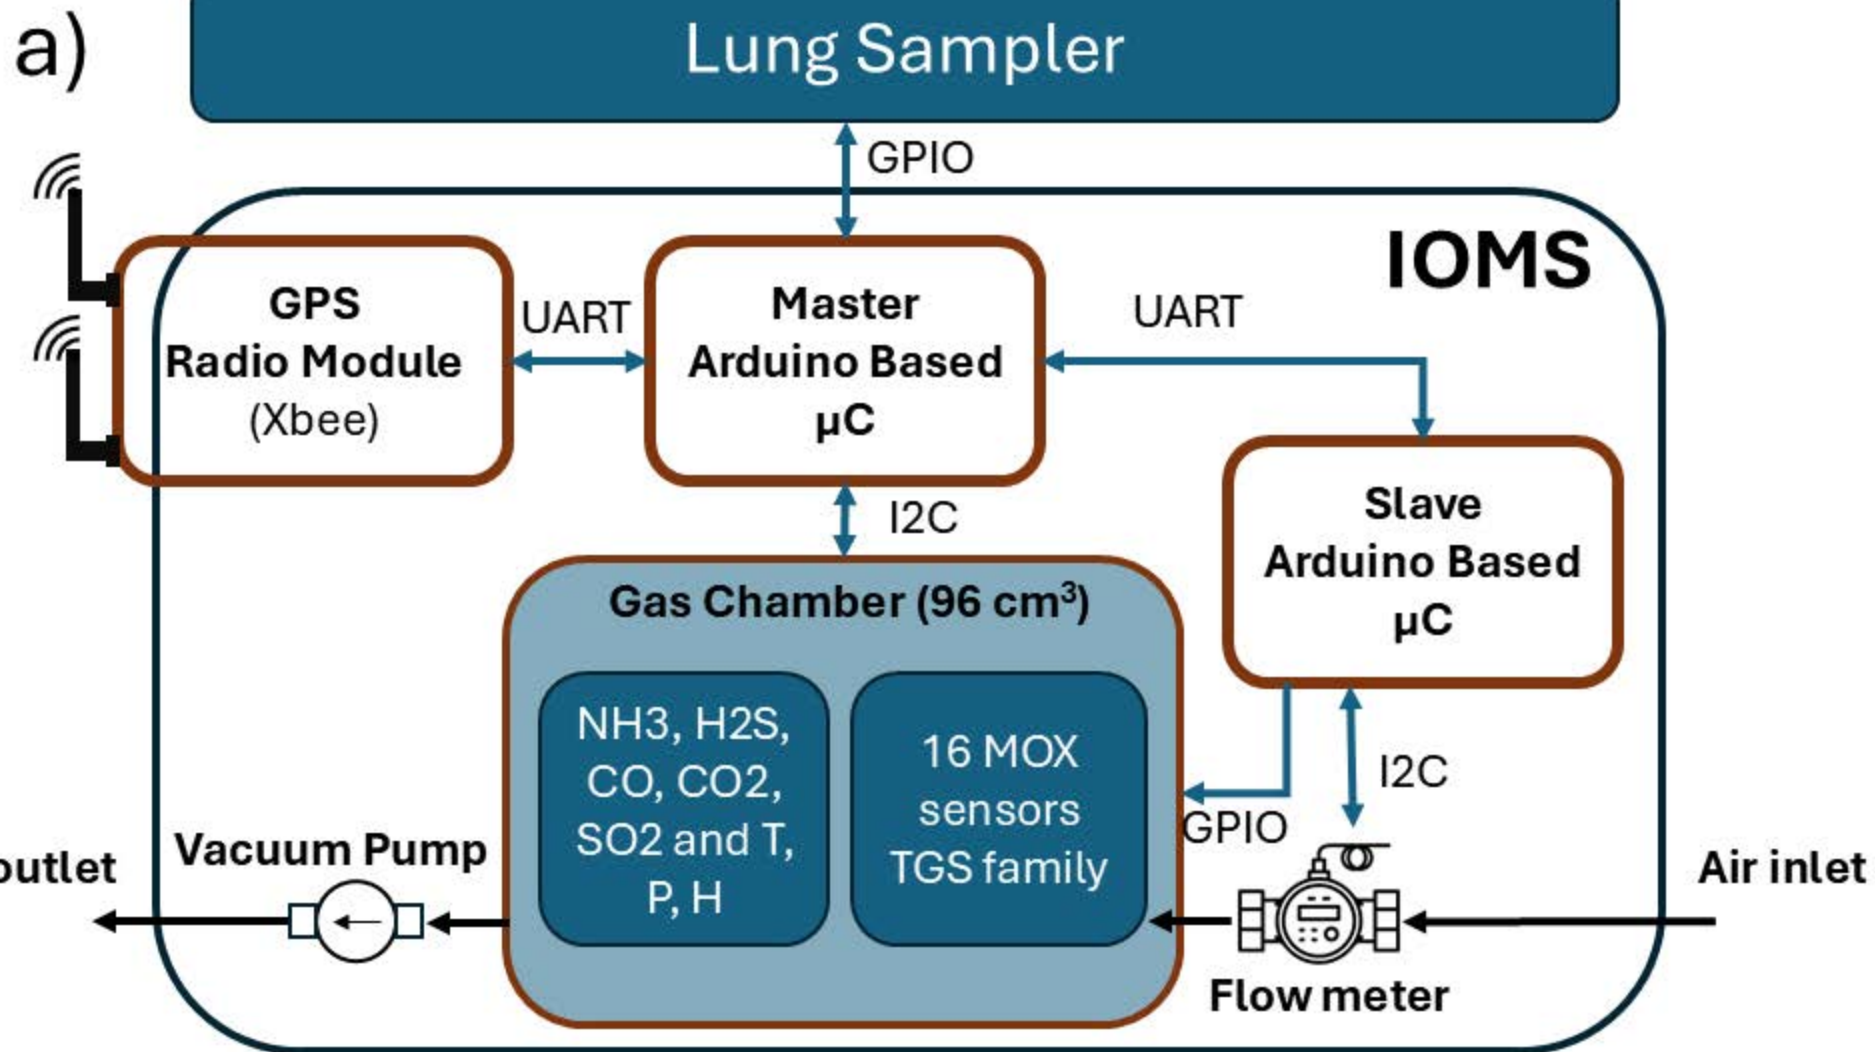 a)
Lung Sampler
GPIO
IOMS
GPS
Radio Module
(Xbee)
UART
Master
Arduino Based
µC
UART
I2C
Slave
Arduino Based
µC
Gas Chamber (96 cm³)
NH3, H2S,
CO, CO2,
SO2 and T,
P, H
16 MOX
sensors
TGS family
I2C
GPIO
Vacuum Pump
outlet
Air inlet
Flow meter